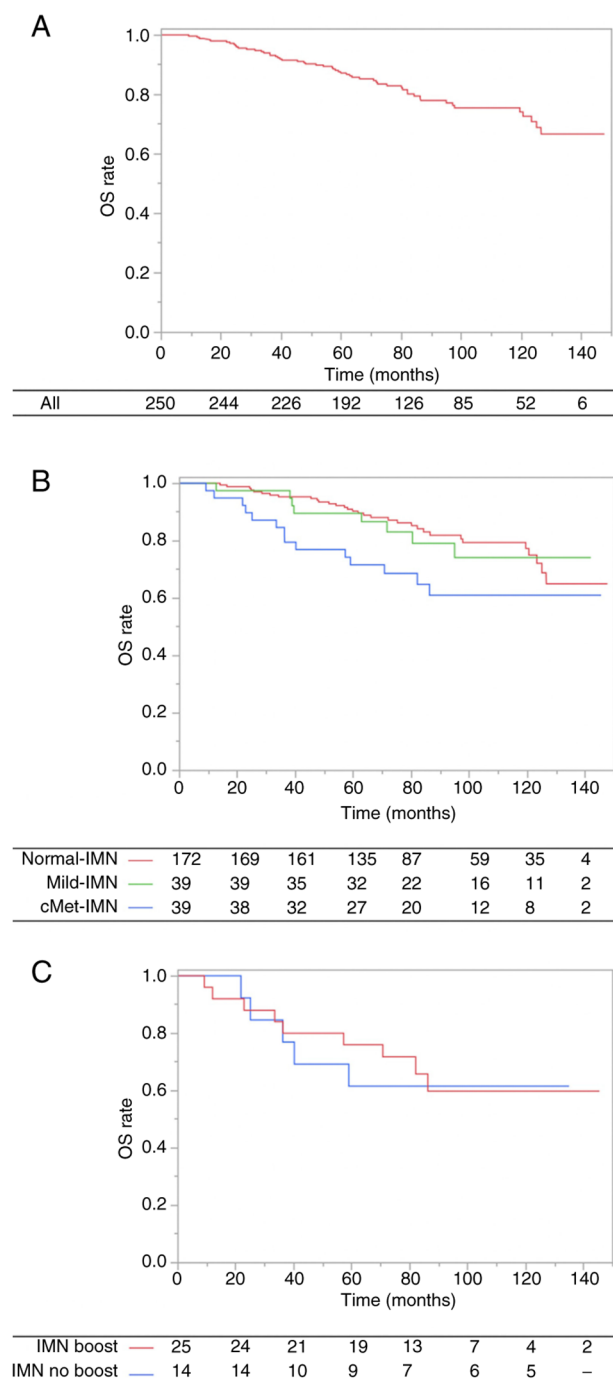 A
1.0
0.8
0.6
0.4
0.2
0.0
OS rate
0 20 40 60 80 100 120 140
Time (months)
All 250 244 226 192 126 85 52 6
B
1.0
0.8
0.6
0.4
0.2
0.0
OS rate
0 20 40 60 80 100 120 140
Time (months)
Normal-IMN 172 169 161 135 87 59 35 4
Mild-IMN 39 39 35 32 22 16 11 2
cMet-IMN 39 38 32 27 20 12 8 2
C
1.0
0.8
0.6
0.4
0.2
0.0
OS rate
0 20 40 60 80 100 120 140
Time (months)
IMN boost 25 24 21 19 13 7 4 2
IMN no boost 14 14 10 9 7 6 5 –